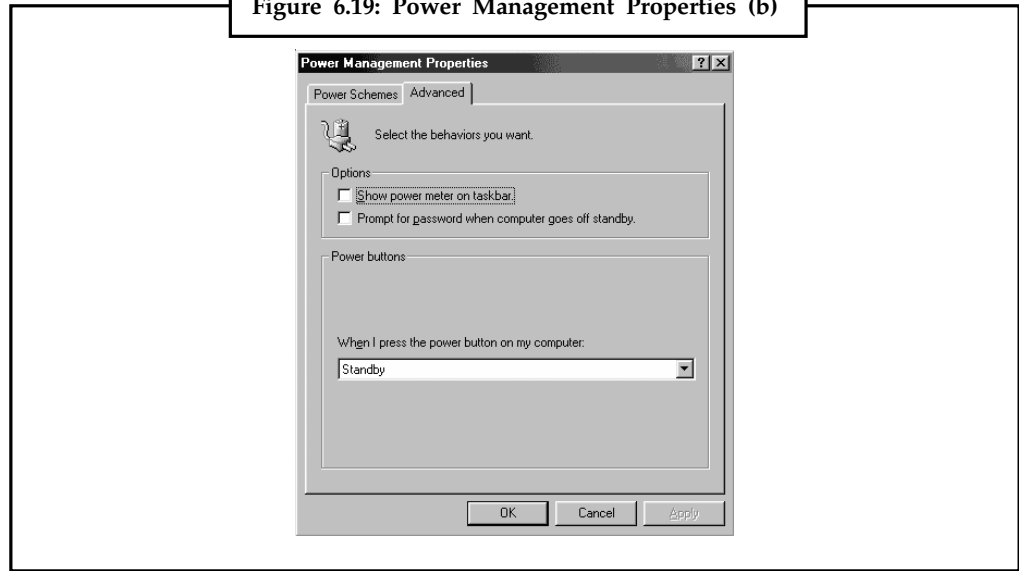 Figure 6.19: Power Management Properties (b)
Power Management Properties
Power Schemes Advanced
Select the behaviors you want.
Options
Show power meter on taskbar.
Prompt for password when computer goes off standby.
Power buttons
When I press the power button on my computer:
Standby
OK Cancel Apply